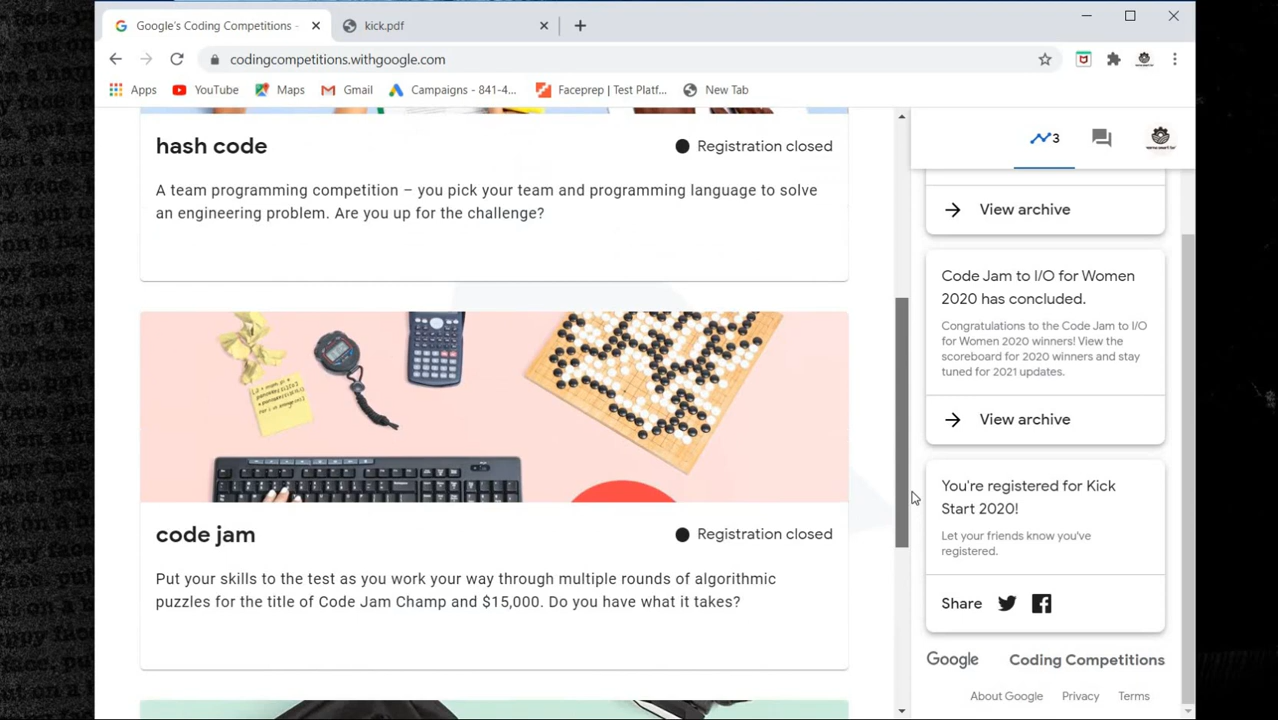 Google's Coding Competitions -
kick.pdf
codingcompetitions.withgoogle.com
Apps
YouTube
Maps
Gmail
Campaigns - 841-4...
Faceprep | Test Platf...
New Tab
hash code
Registration closed
A team programming competition – you pick your team and programming language to solve
an engineering problem. Are you up for the challenge?
code jam
Registration closed
Put your skills to the test as you work your way through multiple rounds of algorithmic
puzzles for the title of Code Jam Champ and $15,000. Do you have what it takes?
3
View archive
Code Jam to I/O for Women
2020 has concluded.
Congratulations to the Code Jam to I/O
for Women 2020 winners! View the
scoreboard for 2020 winners and stay
tuned for 2021 updates.
View archive
You're registered for Kick
Start 2020!
Let your friends know you've
registered.
Share
Google Coding Competitions
About Google Privacy Terms